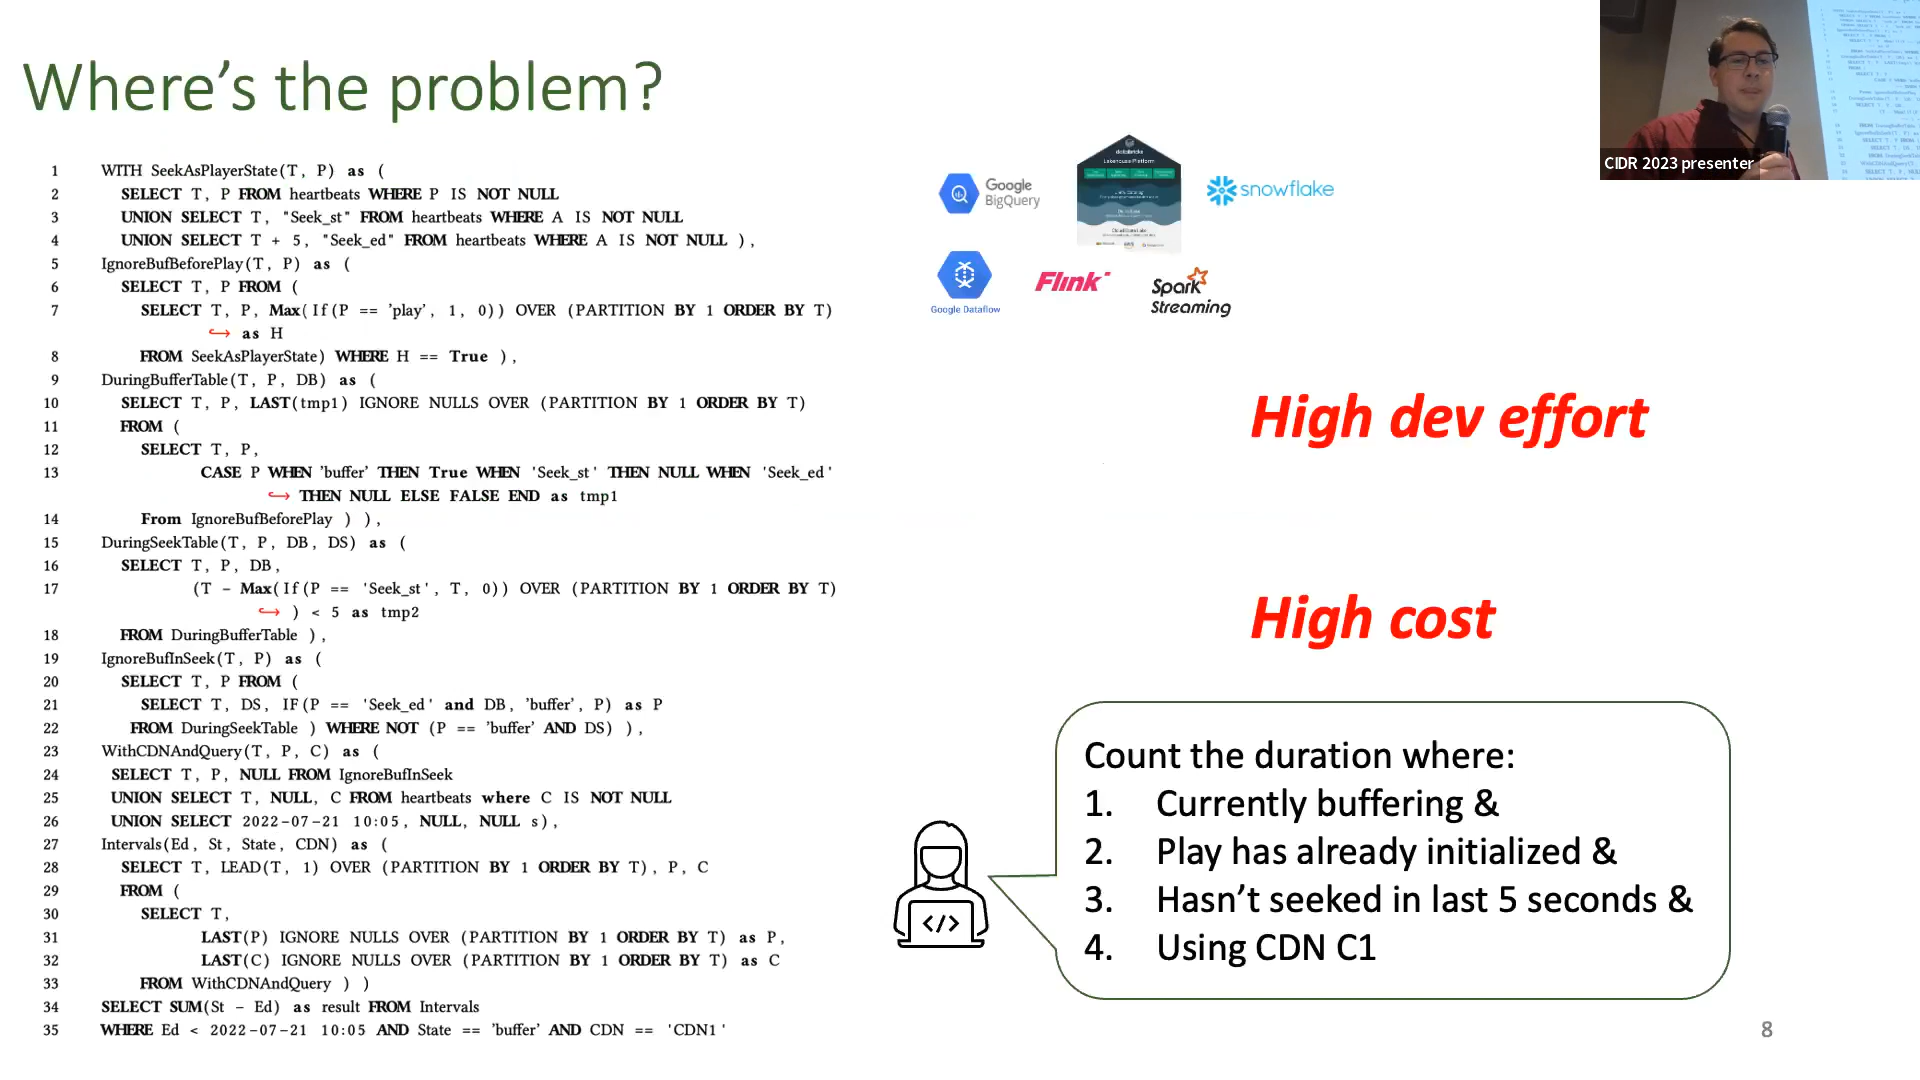 Where's the problem?
1 WITH SeekAsPlayerState(T, P) as (
2 SELECT T, P FROM heartbeats WHERE P IS NOT NULL
3 UNION SELECT T, "Seek_st" FROM heartbeats WHERE A IS NOT NULL
4 UNION SELECT T + 5, "Seek_ed" FROM heartbeats WHERE A IS NOT NULL ),
5 IgnoreBufBeforePlay(T, P) as (
6 SELECT T, P FROM (
7 SELECT T, P, Max(If(P == 'play', 1, 0)) OVER (PARTITION BY 1 ORDER BY T)
↪ as H
8 FROM SeekAsPlayerState) WHERE H == True ),
9 DuringBufferTable(T, P, DB) as (
10 SELECT T, P, LAST(tmp1) IGNORE NULLS OVER (PARTITION BY 1 ORDER BY T)
11 FROM (
12 SELECT T, P,
13 CASE P WHEN 'buffer' THEN True WHEN 'Seek_st' THEN NULL WHEN 'Seek_ed'
↪ THEN NULL ELSE FALSE END as tmp1
14 From IgnoreBufBeforePlay ) ),
15 DuringSeekTable(T, P, DB, DS) as (
16 SELECT T, P, DB,
17 (T - Max(If(P == 'Seek_st', T, 0)) OVER (PARTITION BY 1 ORDER BY T)
↪ ) < 5 as tmp2
18 FROM DuringBufferTable ),
19 IgnoreBufInSeek(T, P) as (
20 SELECT T, P FROM (
21 SELECT T, DS, IF(P == 'Seek_ed' and DB, 'buffer', P) as P
22 FROM DuringSeekTable ) WHERE NOT (P == 'buffer' AND DS) ),
23 WithCDNAndQuery(T, P, C) as (
24 SELECT T, P, NULL FROM IgnoreBufInSeek
25 UNION SELECT T, NULL, C FROM heartbeats where C IS NOT NULL
26 UNION SELECT 2022-07-21 10:05, NULL, NULL s),
27 Intervals(Ed, St, State, CDN) as (
28 SELECT T, LEAD(T, 1) OVER (PARTITION BY 1 ORDER BY T), P, C
29 FROM (
30 SELECT T,
31 LAST(P) IGNORE NULLS OVER (PARTITION BY 1 ORDER BY T) as P,
32 LAST(C) IGNORE NULLS OVER (PARTITION BY 1 ORDER BY T) as C
33 FROM WithCDNAndQuery ) )
34 SELECT SUM(St - Ed) as result FROM Intervals
35 WHERE Ed < 2022-07-21 10:05 AND State == 'buffer' AND CDN == 'CDN1'
Google
BigQuery
databricks
Lakehouse Platform
snowflake
Google Dataflow
Flink
Spark
Streaming
High dev effort
High cost
Count the duration where:
1. Currently buffering &
2. Play has already initialized &
3. Hasn't seeked in last 5 seconds &
4. Using CDN C1
</>
CIDR 2023 presenter
8